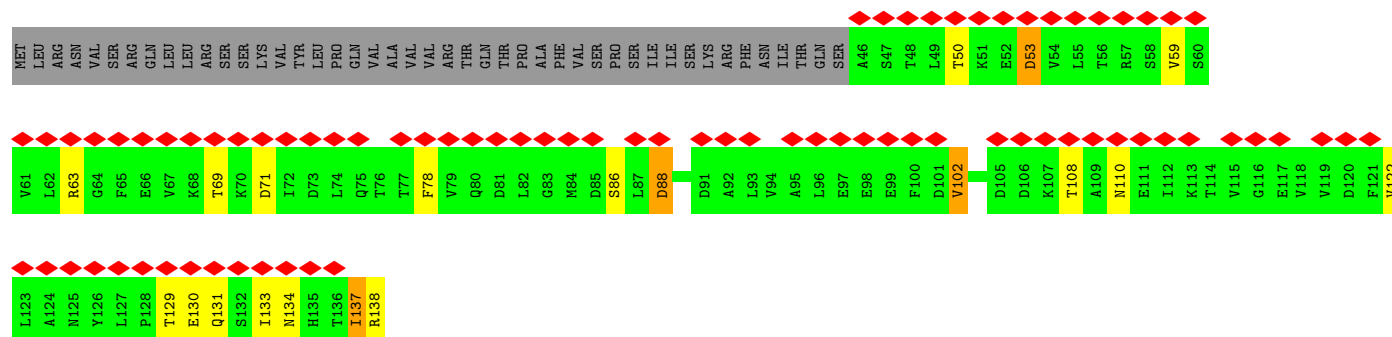 MET LEU ARG ASN VAL SER ARG GLN LEU LEU ARG SER SER LYS VAL TYR LEU PRO GLN VAL ALA VAL VAL ARG THR GLN THR PRO ALA PHE VAL SER PRO SER ILE ILE SER LYS ARG PHE ASN ILE THR GLN SER A46 S47 T48 L49 T50 K51 E52 D53 V54 L55 T56 R57 S58 V59 S60
V61 L62 R63 G64 F65 E66 V67 K68 T69 K70 D71 I72 D73 L74 Q75 T76 T77 F78 V79 Q80 D81 L82 G83 M84 D85 S86 L87 D88 D91 A92 L93 V94 A95 L96 E97 E98 E99 F100 D101 V102 D105 D106 K107 T108 A109 N110 E111 I112 K113 T114 V115 G116 E117 V118 V119 D120 F121 V122
L123 A124 N125 Y126 L127 P128 T129 E130 Q131 S132 I133 N134 H135 T136 I137 R138